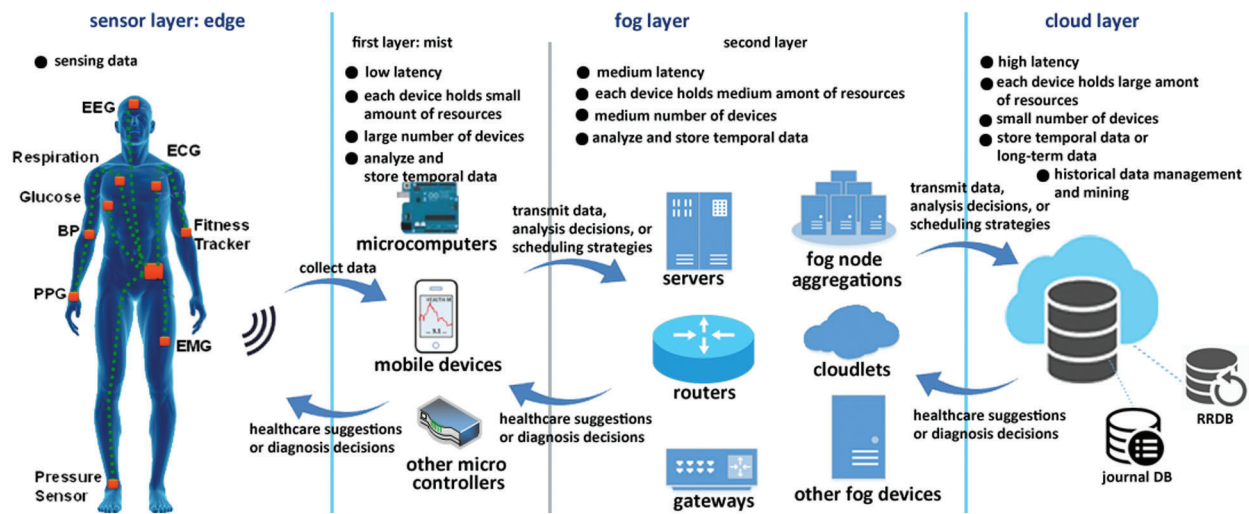 sensor layer: edge
● sensing data
EEG
Respiration
ECG
Glucose
BP
Fitness
Tracker
PPG
EMG
Pressure
Sensor
collect data
healthcare suggestions
or diagnosis decisions
fog layer
first layer: mist
● low latency
● each device holds small
amount of resources
● large number of devices
● analyze and
store temporal data
microcomputers
HEALTH M
3.1
mobile devices
other micro
controllers
transmit data,
analysis decisions, or
scheduling strategies
healthcare suggestions
or diagnosis decisions
second layer
● medium latency
● each device holds medium amont of resources
● medium number of devices
● analyze and store temporal data
servers
fog node
aggregations
routers
cloudlets
gateways
other fog devices
transmit data,
analysis decisions, or
scheduling strategies
healthcare suggestions
or diagnosis decisions
cloud layer
● high latency
● each device holds large amont
of resources
● small number of devices
● store temporal data or
long-term data
● historical data management
and mining
RRDB
journal DB